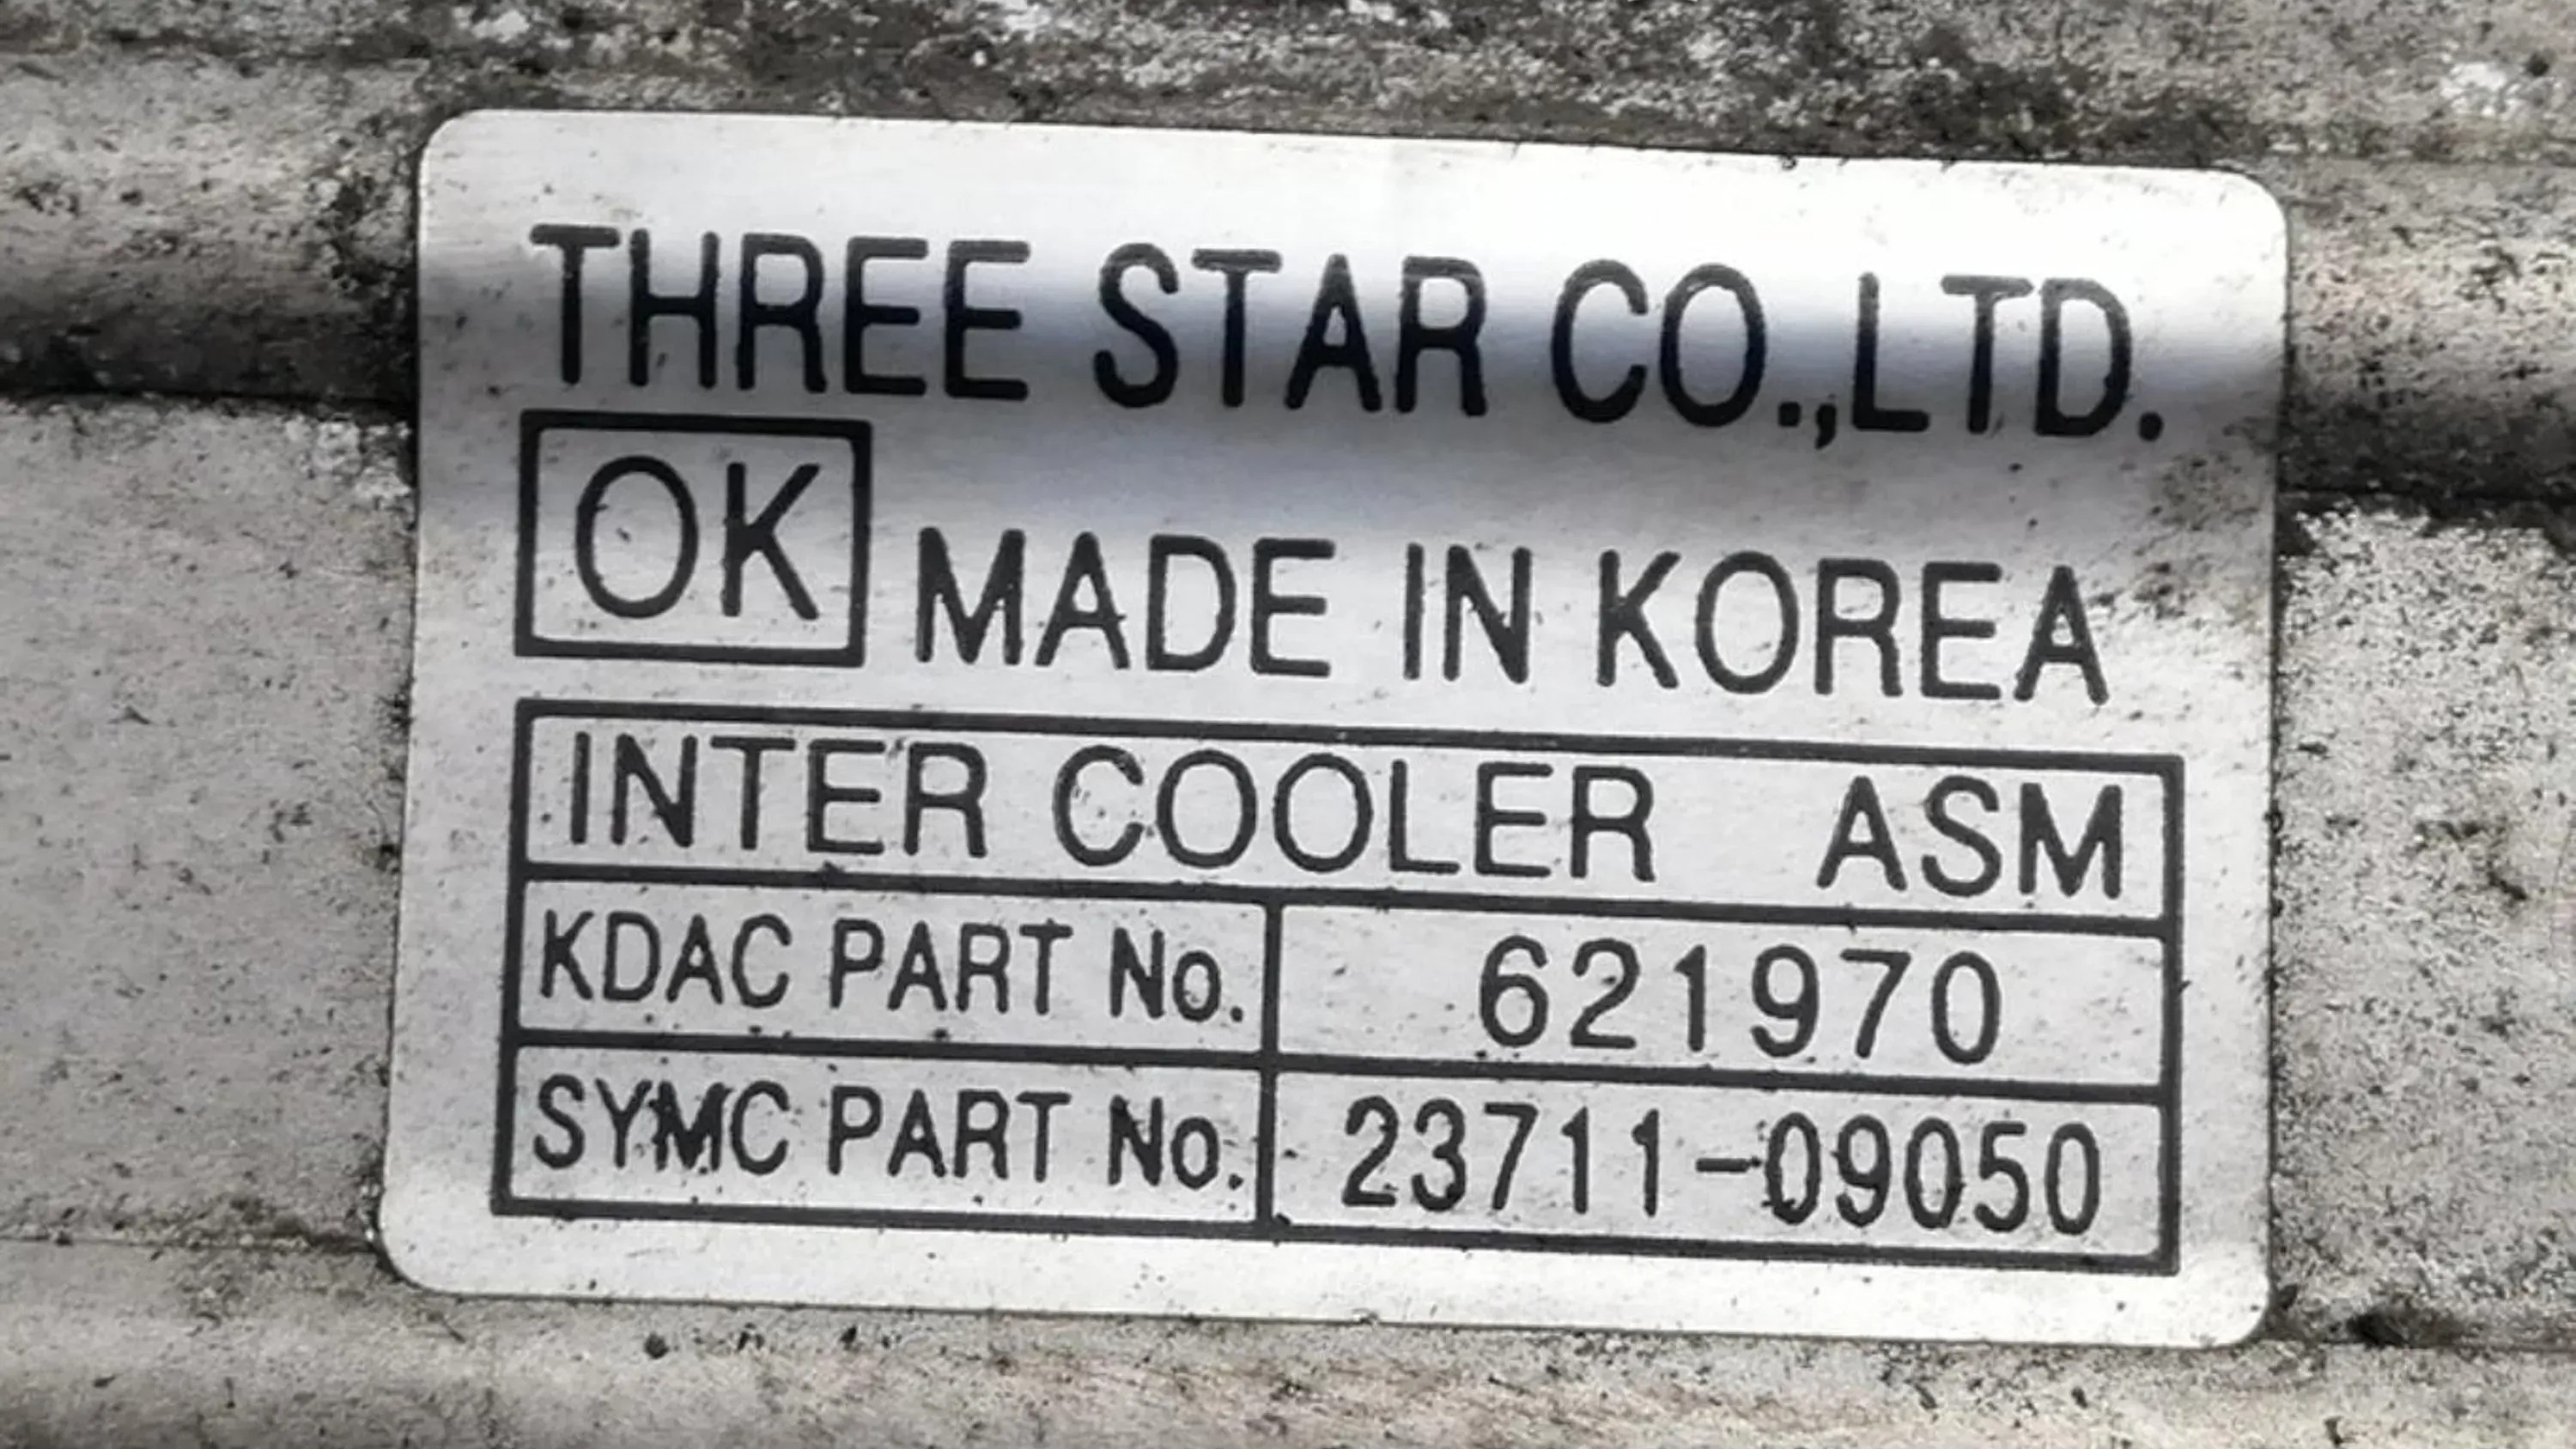 THREE STAR CO.,LTD.
OK MADE IN KOREA
INTER COOLER ASM
KDAC PART No. 621970
SYMC PART No. 23711-09050